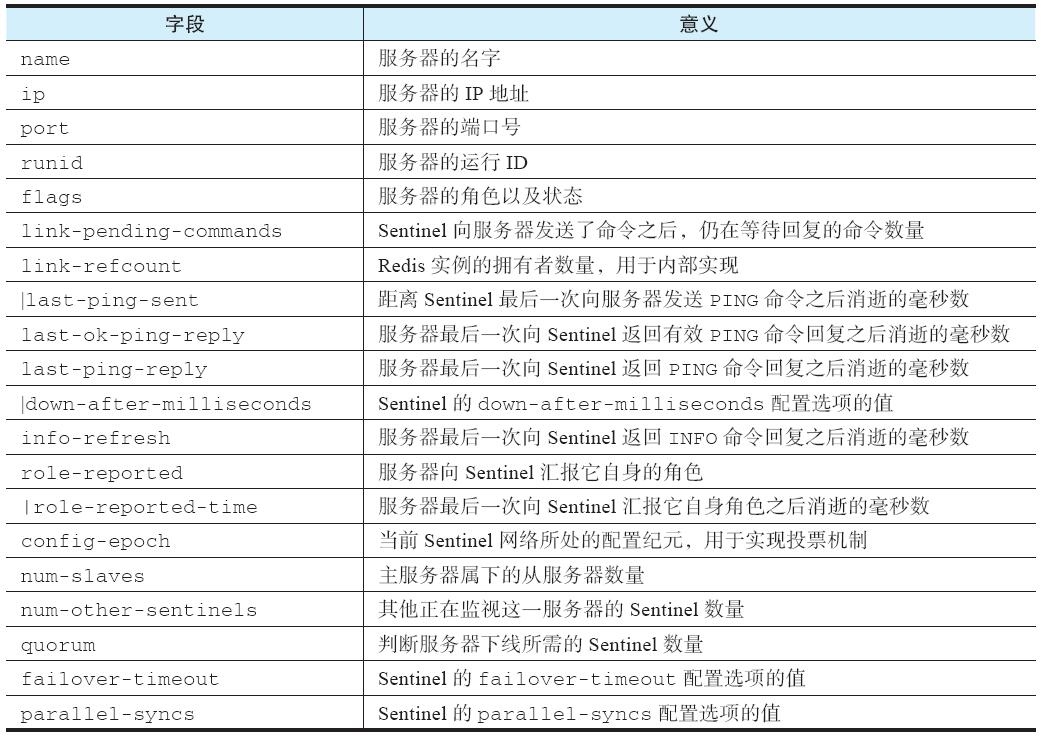 字段 意义
name 服务器的名字
ip 服务器的 IP 地址
port 服务器的端口号
runid 服务器的运行 ID
flags 服务器的角色以及状态
link-pending-commands Sentinel 向服务器发送了命令之后，仍在等待回复的命令数量
link-refcount Redis 实例的拥有者数量，用于内部实现
|last-ping-sent 距离 Sentinel 最后一次向服务器发送 PING 命令之后消逝的毫秒数
last-ok-ping-reply 服务器最后一次向 Sentinel 返回有效 PING 命令回复之后消逝的毫秒数
last-ping-reply 服务器最后一次向 Sentinel 返回 PING 命令回复之后消逝的毫秒数
|down-after-milliseconds Sentinel 的 down-after-milliseconds 配置选项的值
info-refresh 服务器最后一次向 Sentinel 返回 INFO 命令回复之后消逝的毫秒数
role-reported 服务器向 Sentinel 汇报它自身的角色
|role-reported-time 服务器最后一次向 Sentinel 汇报它自身角色之后消逝的毫秒数
config-epoch 当前 Sentinel 网络所处的配置纪元，用于实现投票机制
num-slaves 主服务器属下的从服务器数量
num-other-sentinels 其他正在监视这一服务器的 Sentinel 数量
quorum 判断服务器下线所需的 Sentinel 数量
failover-timeout Sentinel 的 failover-timeout 配置选项的值
parallel-syncs Sentinel 的 parallel-syncs 配置选项的值